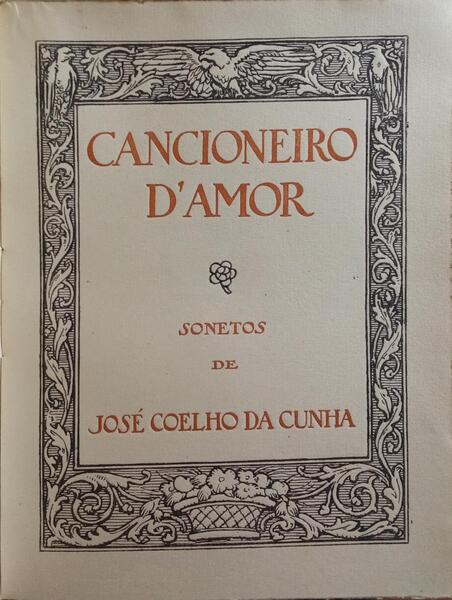 CANCIONEIRO
D'AMOR
SONETOS
DE
JOSÉ COELHO DA CUNHA